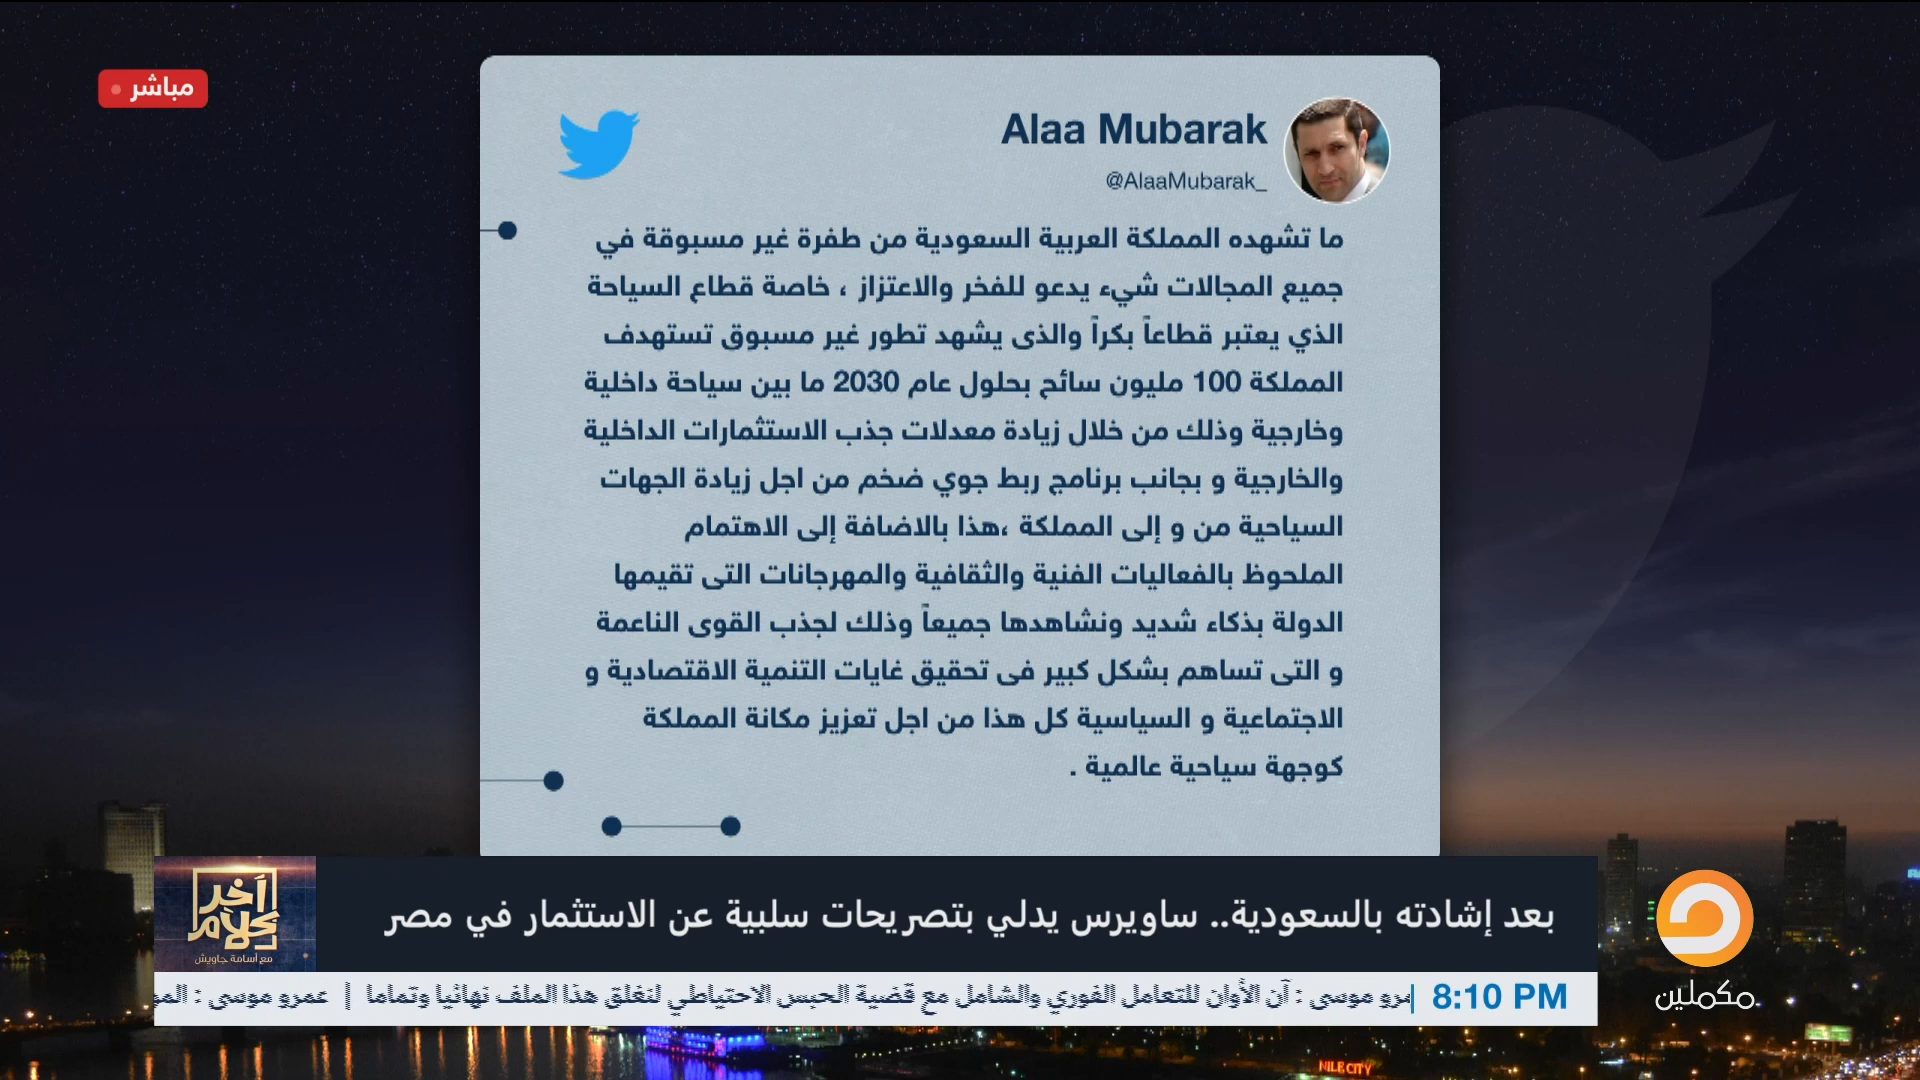 مباشر
Alaa Mubarak
@AlaaMubarak_
ما تشهده المملكة العربية السعودية من طفرة غير مسبوقة في
جميع المجالات شيء يدعو للفخر والاعتزاز ، خاصة قطاع السياحة
الذي يعتبر قطاعاً بكراً والذى يشهد تطور غير مسبوق تستهدف
المملكة 100 مليون سائح بحلول عام 2030 ما بين سياحة داخلية
وخارجية وذلك من خلال زيادة معدلات جذب الاستثمارات الداخلية
والخارجية و بجانب برنامج ربط جوي ضخم من اجل زيادة الجهات
السياحية من و إلى المملكة ،هذا بالاضافة إلى الاهتمام
الملحوظ بالفعاليات الفنية والثقافية والمهرجانات التى تقيمها
الدولة بذكاء شديد ونشاهدها جميعاً وذلك لجذب القوى الناعمة
و التى تساهم بشكل كبير فى تحقيق غايات التنمية الاقتصادية و
الاجتماعية و السياسية كل هذا من اجل تعزيز مكانة المملكة
كوجهة سياحية عالمية .
بعد إشادته بالسعودية.. ساويرس يدلي بتصريحات سلبية عن الاستثمار في مصر
آخر
كلام
مع أسامة جاويش
8:10 PM
مرو موسى : آن الأوان للتعامل الفوري والشامل مع قضية الحبس الاحتياطي لنغلق هذا الملف نهائيا وتماما | عمرو موسى : المو
مكملين
NILE CITY